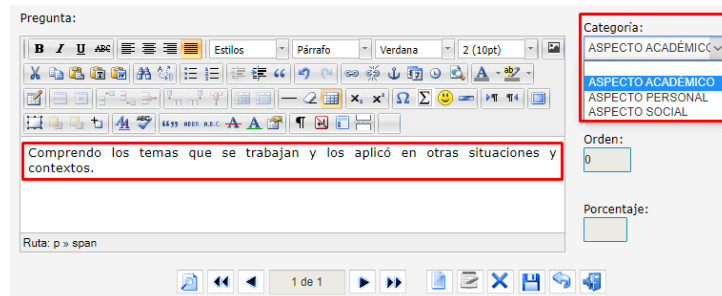 Pregunta:
Categoría:
B I U ABC Estilos Párrafo Verdana 2 (10pt)
ASPECTO ACADÉMICO
ASPECTO ACADÉMICO
ASPECTO PERSONAL
ASPECTO SOCIAL
Comprendo los temas que se trabajan y los aplicó en otras situaciones y
contextos.
Orden:
0
Porcentaje:
Ruta: p » span
1 de 1